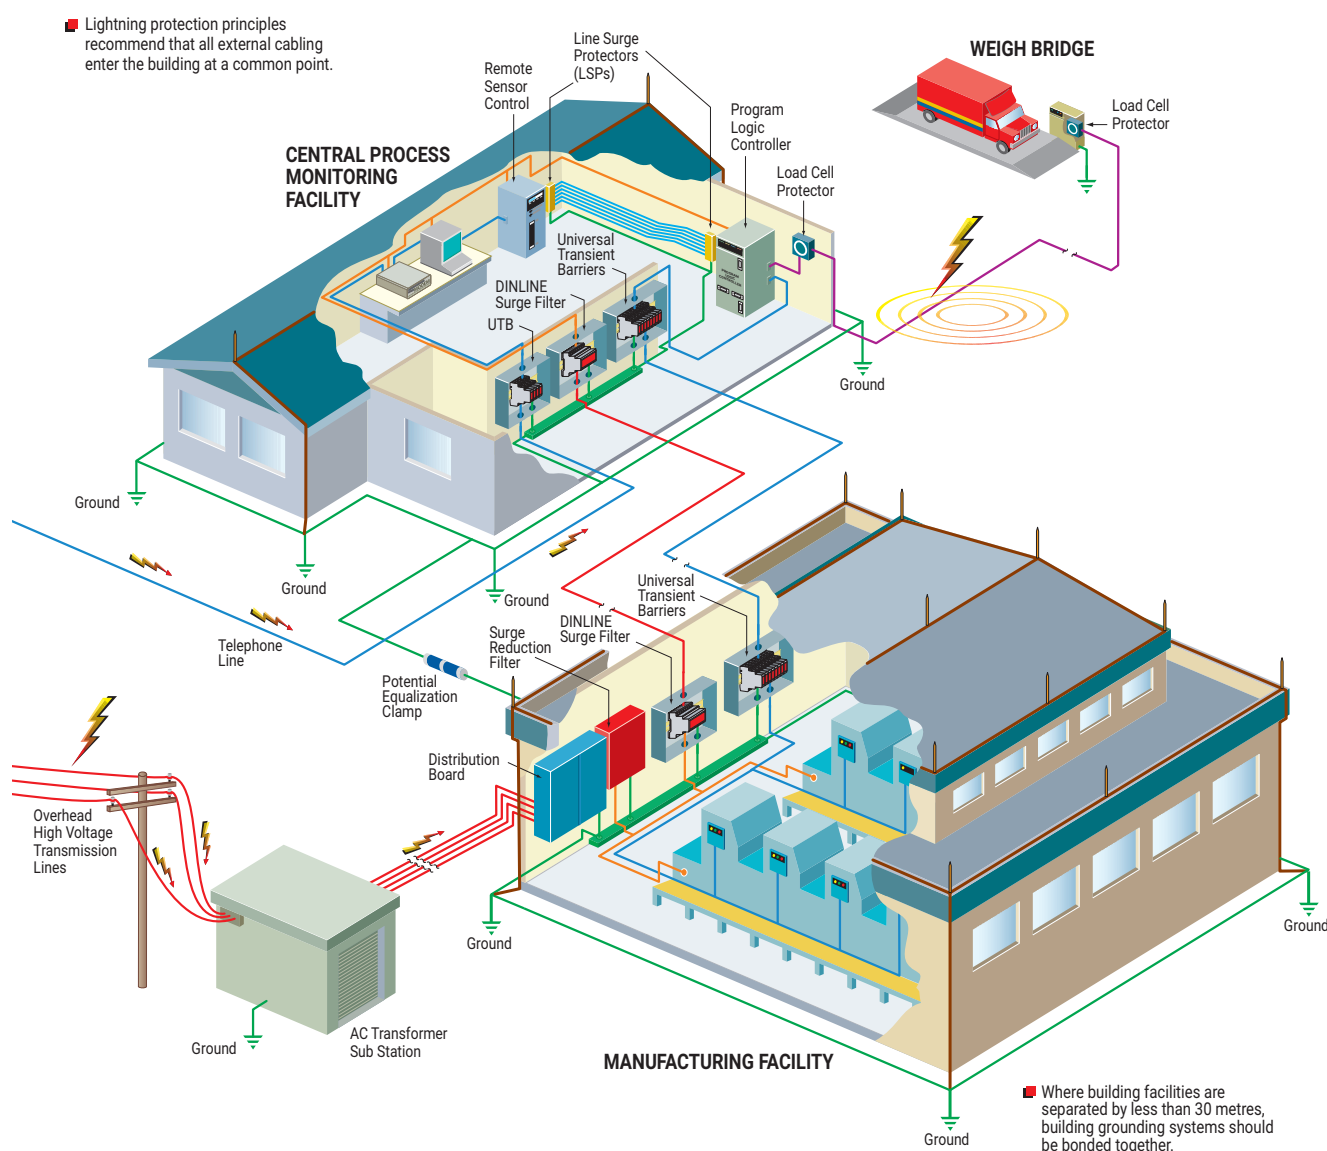 Lightning protection principles
recommend that all external cabling
enter the building at a common point.
Line Surge
Protectors
(LSPs)
Remote
Sensor
Control
WEIGH BRIDGE
Program
Logic
Controller
Load Cell
Protector
Load Cell
Protector
CENTRAL PROCESS
MONITORING
FACILITY
Universal
Transient
Barriers
DINLINE
Surge Filter
UTB
PROGRAM
LOGIC
CONTROLLER
Ground
Ground
Ground
Ground
Telephone
Line
Universal
Transient
Barriers
DINLINE
Surge Filter
Surge
Reduction
Filter
Potential
Equalization
Clamp
Distribution
Board
Overhead
High Voltage
Transmission
Lines
Ground
Ground
Ground
AC Transformer
Sub Station
MANUFACTURING FACILITY
Where building facilities are
separated by less than 30 metres,
building grounding systems should
be bonded together.
Ground